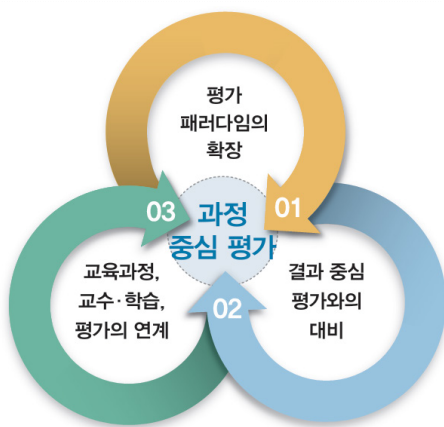 평가
패러다임의
확장
01
과정
중심 평가
03
교육과정,
교수·학습,
평가의 연계
02
결과 중심
평가와의
대비